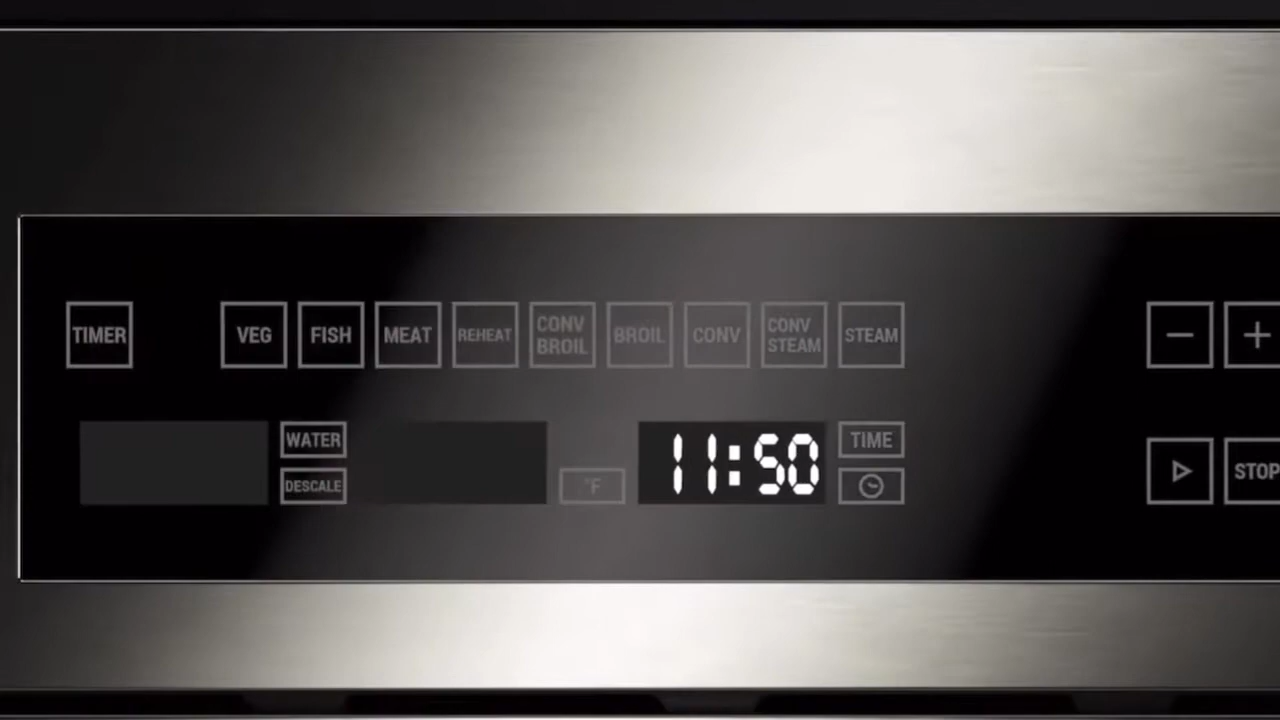 TIMER VEG FISH MEAT REHEAT CONV BROIL BROIL CONV CONV STEAM STEAM − +
WATER 11:50 TIME
DESCALE °F STOP